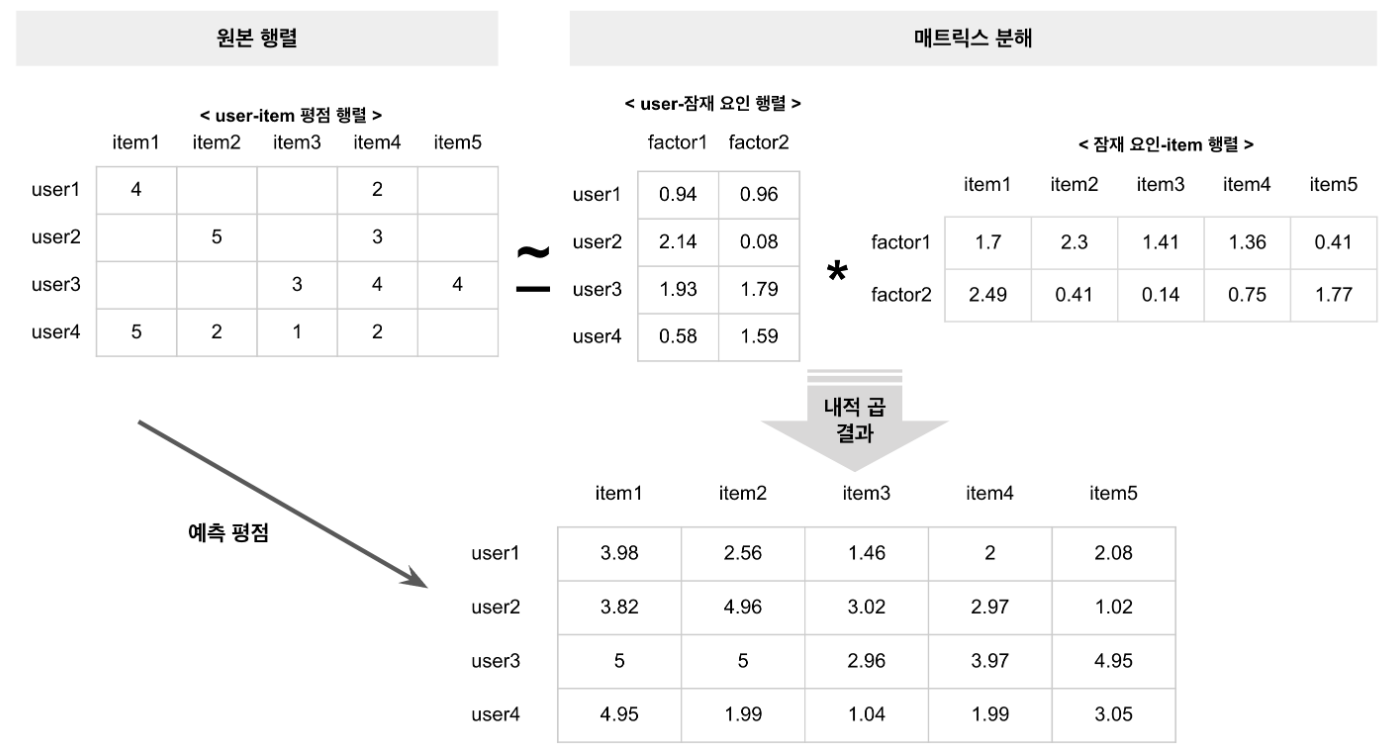 원본 행렬
매트릭스 분해
< user-item 평점 행렬 >
item1 item2 item3 item4 item5
user1 4 2
user2 5 3
user3 3 4 4
user4 5 2 1 2
~
–
< user-잠재 요인 행렬 >
factor1 factor2
user1 0.94 0.96
user2 2.14 0.08
user3 1.93 1.79
user4 0.58 1.59
*
< 잠재 요인-item 행렬 >
item1 item2 item3 item4 item5
factor1 1.7 2.3 1.41 1.36 0.41
factor2 2.49 0.41 0.14 0.75 1.77
내적 곱
결과
예측 평점
item1 item2 item3 item4 item5
user1 3.98 2.56 1.46 2 2.08
user2 3.82 4.96 3.02 2.97 1.02
user3 5 5 2.96 3.97 4.95
user4 4.95 1.99 1.04 1.99 3.05